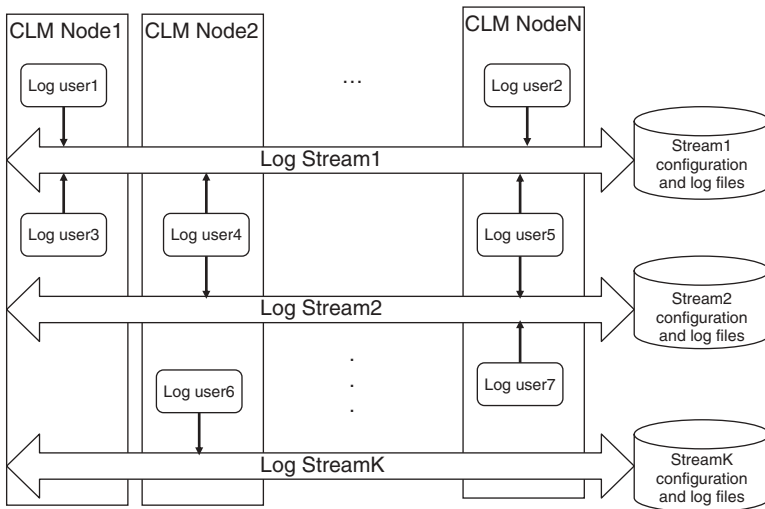 CLM Node1
CLM Node2
CLM NodeN
...
Log user1
Log user2
Log Stream1
Stream1
configuration
and log files
Log user3
Log user4
Log user5
Log Stream2
Stream2
configuration
and log files
Log user6
Log user7
Log StreamK
StreamK
configuration
and log files